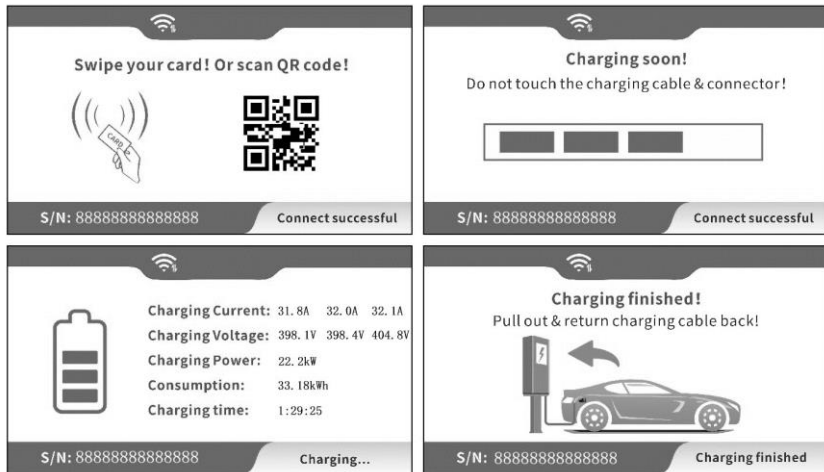 Swipe your card! Or scan QR code!
CARD
S/N: 88888888888888
Connect successful
Charging soon!
Do not touch the charging cable & connector!
S/N: 88888888888888
Connect successful
Charging Current: 31.8A 32.0A 32.1A
Charging Voltage: 398.1V 398.4V 404.8V
Charging Power: 22.2kW
Consumption: 33.18kWh
Charging time: 1:29:25
S/N: 88888888888888
Charging...
Charging finished!
Pull out & return charging cable back!
S/N: 88888888888888
Charging finished